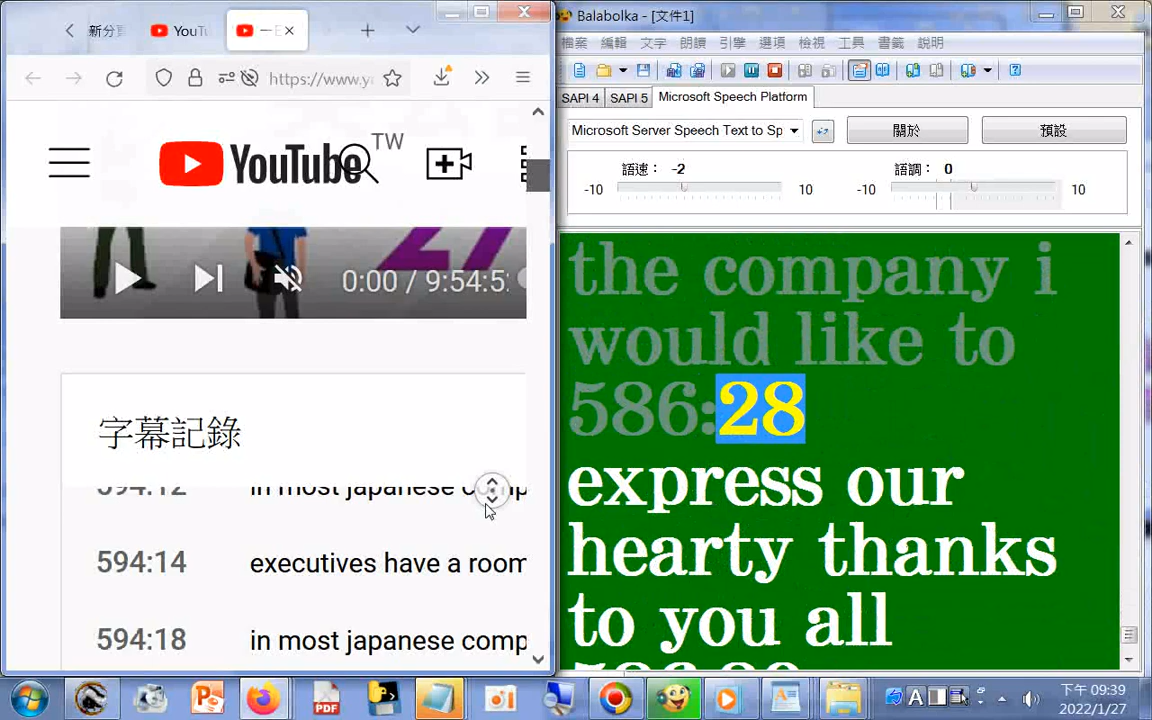 新分
YouTu
一 E
https://www.y
YouTube
TW
27
0:00 / 9:54:5
字幕記錄
594:12
in most japanese comp
594:14
executives have a room
594:18
in most japanese comp
Balabolka - [文件1]
檔案 編輯 文字 朗讀 引擎 選項 檢視 工具 書籤 說明
SAPI 4
SAPI 5
Microsoft Speech Platform
Microsoft Server Speech Text to Sp
關於
預設
語速： -2
-10
10
語調： 0
-10
10
the company i
would like to
586:28
express our
hearty thanks
to you all
PDF
A
下午 09:39
2022/1/27